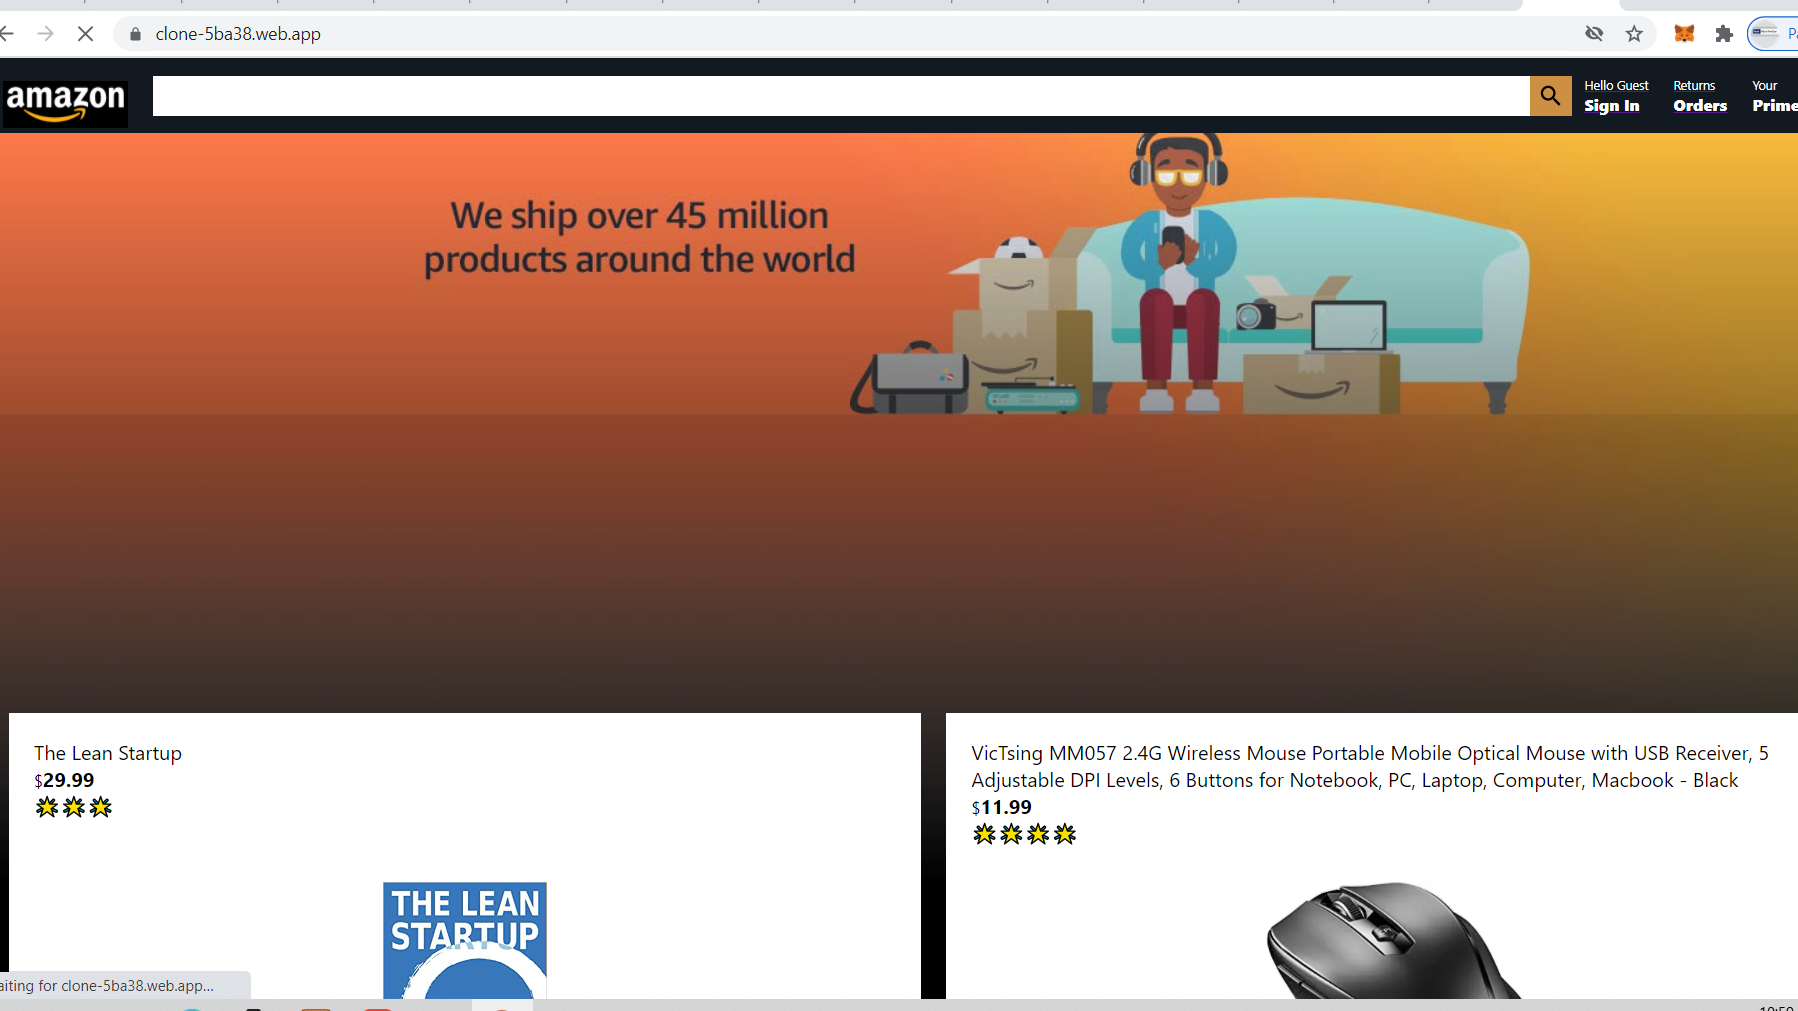 clone-5ba38.web.app
amazon
Hello Guest
Sign In
Returns
Orders
Your
Prime
We ship over 45 million
products around the world
The Lean Startup
$29.99
VicTsing MM057 2.4G Wireless Mouse Portable Mobile Optical Mouse with USB Receiver, 5
Adjustable DPI Levels, 6 Buttons for Notebook, PC, Laptop, Computer, Macbook - Black
$11.99
THE LEAN
STARTUP
aiting for clone-5ba38.web.app...